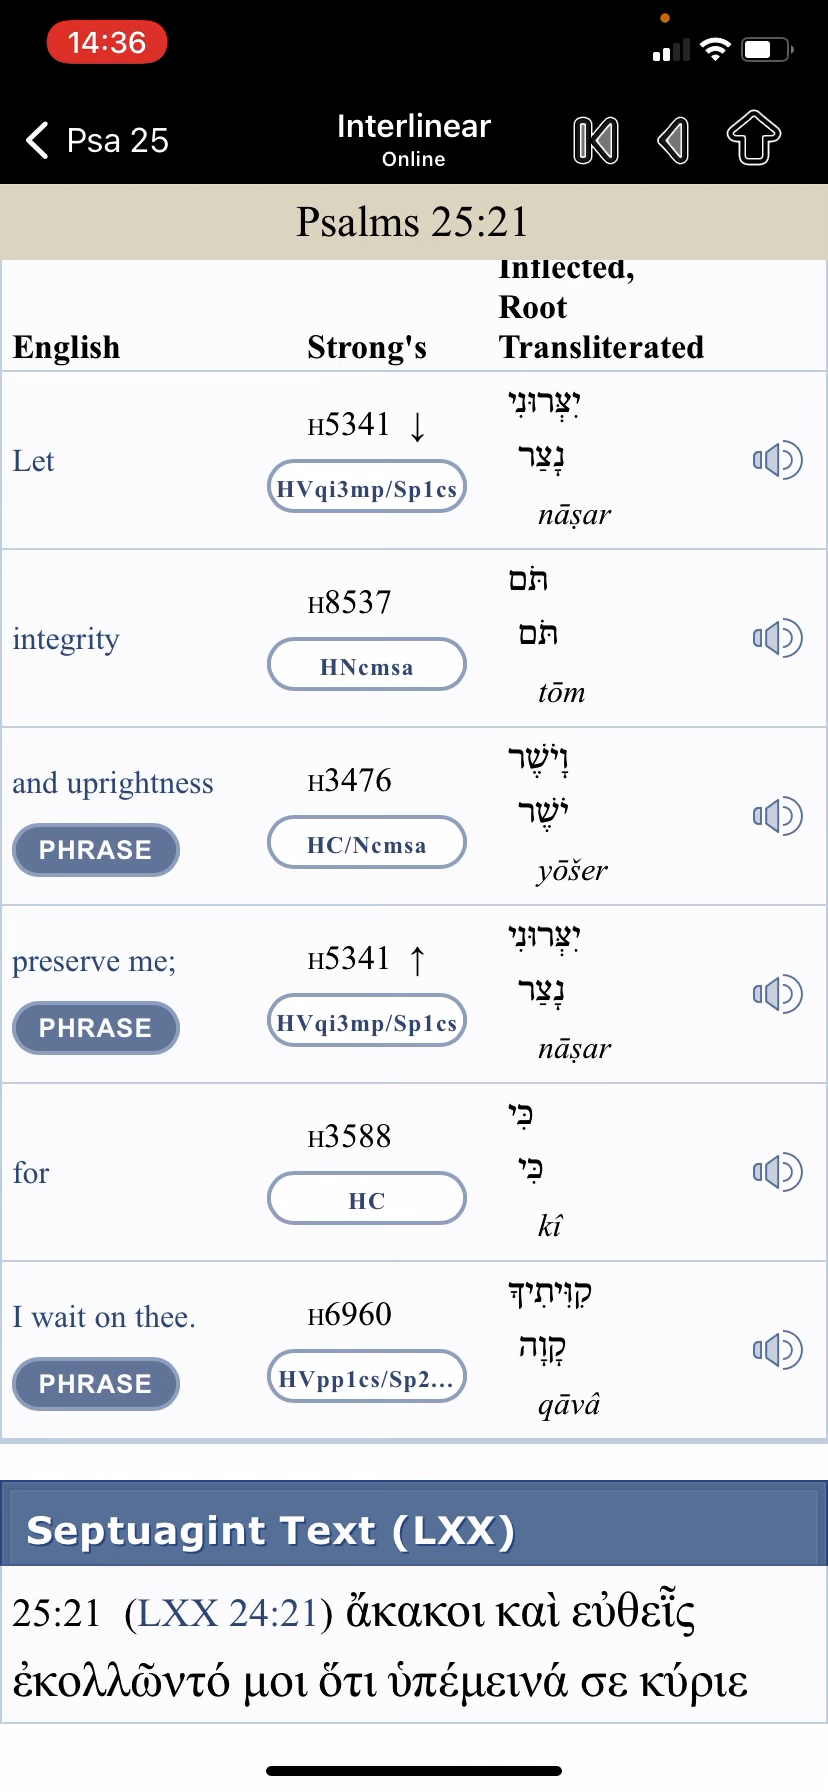 14:36
Psa 25
Interlinear
Online
Psalms 25:21
Inflected,
Root
English Strong's Transliterated
Let
H5341 ↓
HVqi3mp/Sp1cs
יִצְּרוּנִי
נָצַר
nāṣar
integrity
H8537
HNcmsa
תֹּם
תֹּם
tōm
and uprightness
PHRASE
H3476
HC/Ncmsa
וָיֹשֶׁר
יֹשֶׁר
yōšer
preserve me;
PHRASE
H5341 ↑
HVqi3mp/Sp1cs
יִצְּרוּנִי
נָצַר
nāṣar
for
H3588
HC
כִּי
כִּי
kî
I wait on thee.
PHRASE
H6960
HVpp1cs/Sp2...
קִוִּיתִיךָ
קָוָה
qāvâ
Septuagint Text (LXX)
25:21 (LXX 24:21) ἄκακοι καὶ εὐθεῖς
ἐκολλῶντό μοι ὅτι ὑπέμεινά σε κύριε